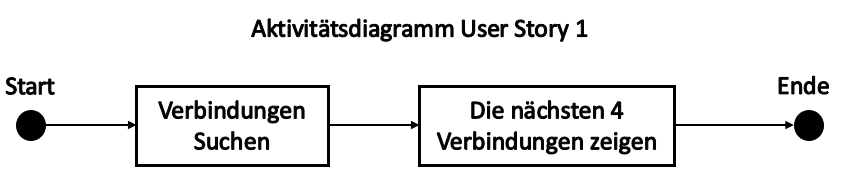 Aktivitätsdiagramm User Story 1
Start
Ende
Verbindungen
Suchen
Die nächsten 4
Verbindungen zeigen